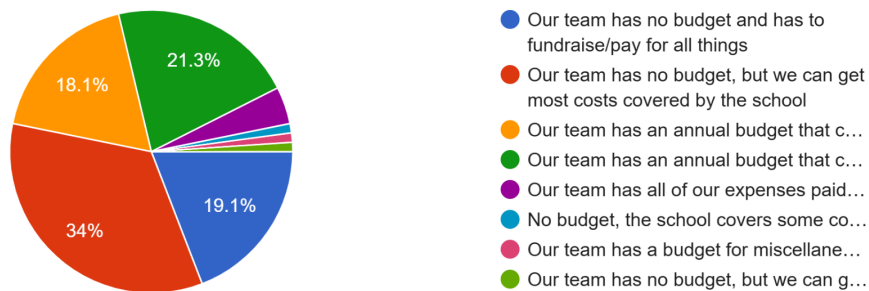 21.3%
18.1%
34%
19.1%
Our team has no budget and has to
fundraise/pay for all things
Our team has no budget, but we can get
most costs covered by the school
Our team has an annual budget that c...
Our team has an annual budget that c...
Our team has all of our expenses paid...
No budget, the school covers some co...
Our team has a budget for miscellane...
Our team has no budget, but we can g...